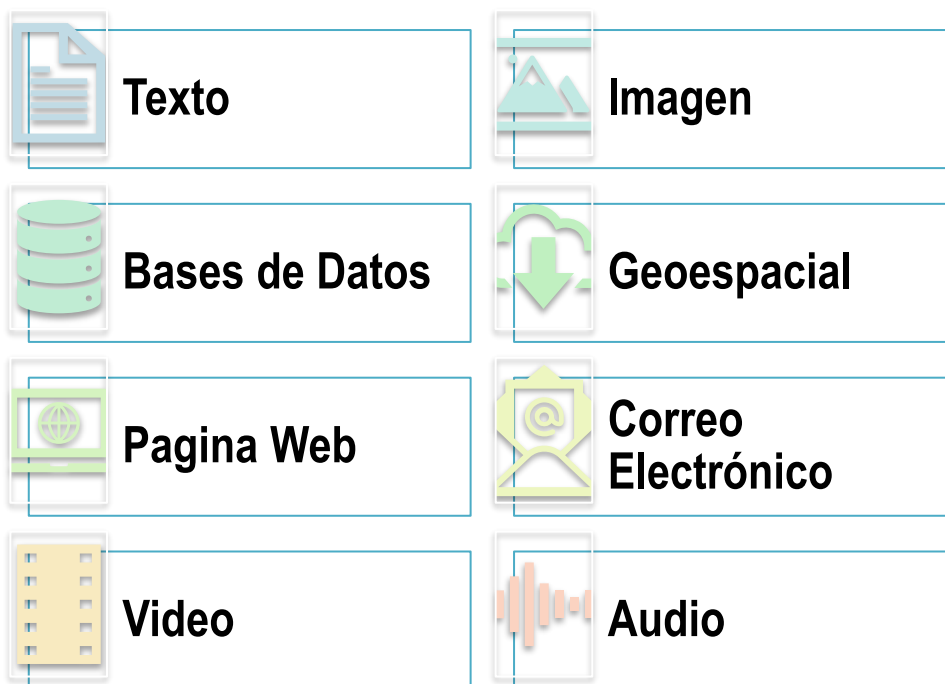 Texto
Imagen
Bases de Datos
Geoespacial
Pagina Web
Correo
Electrónico
Video
Audio